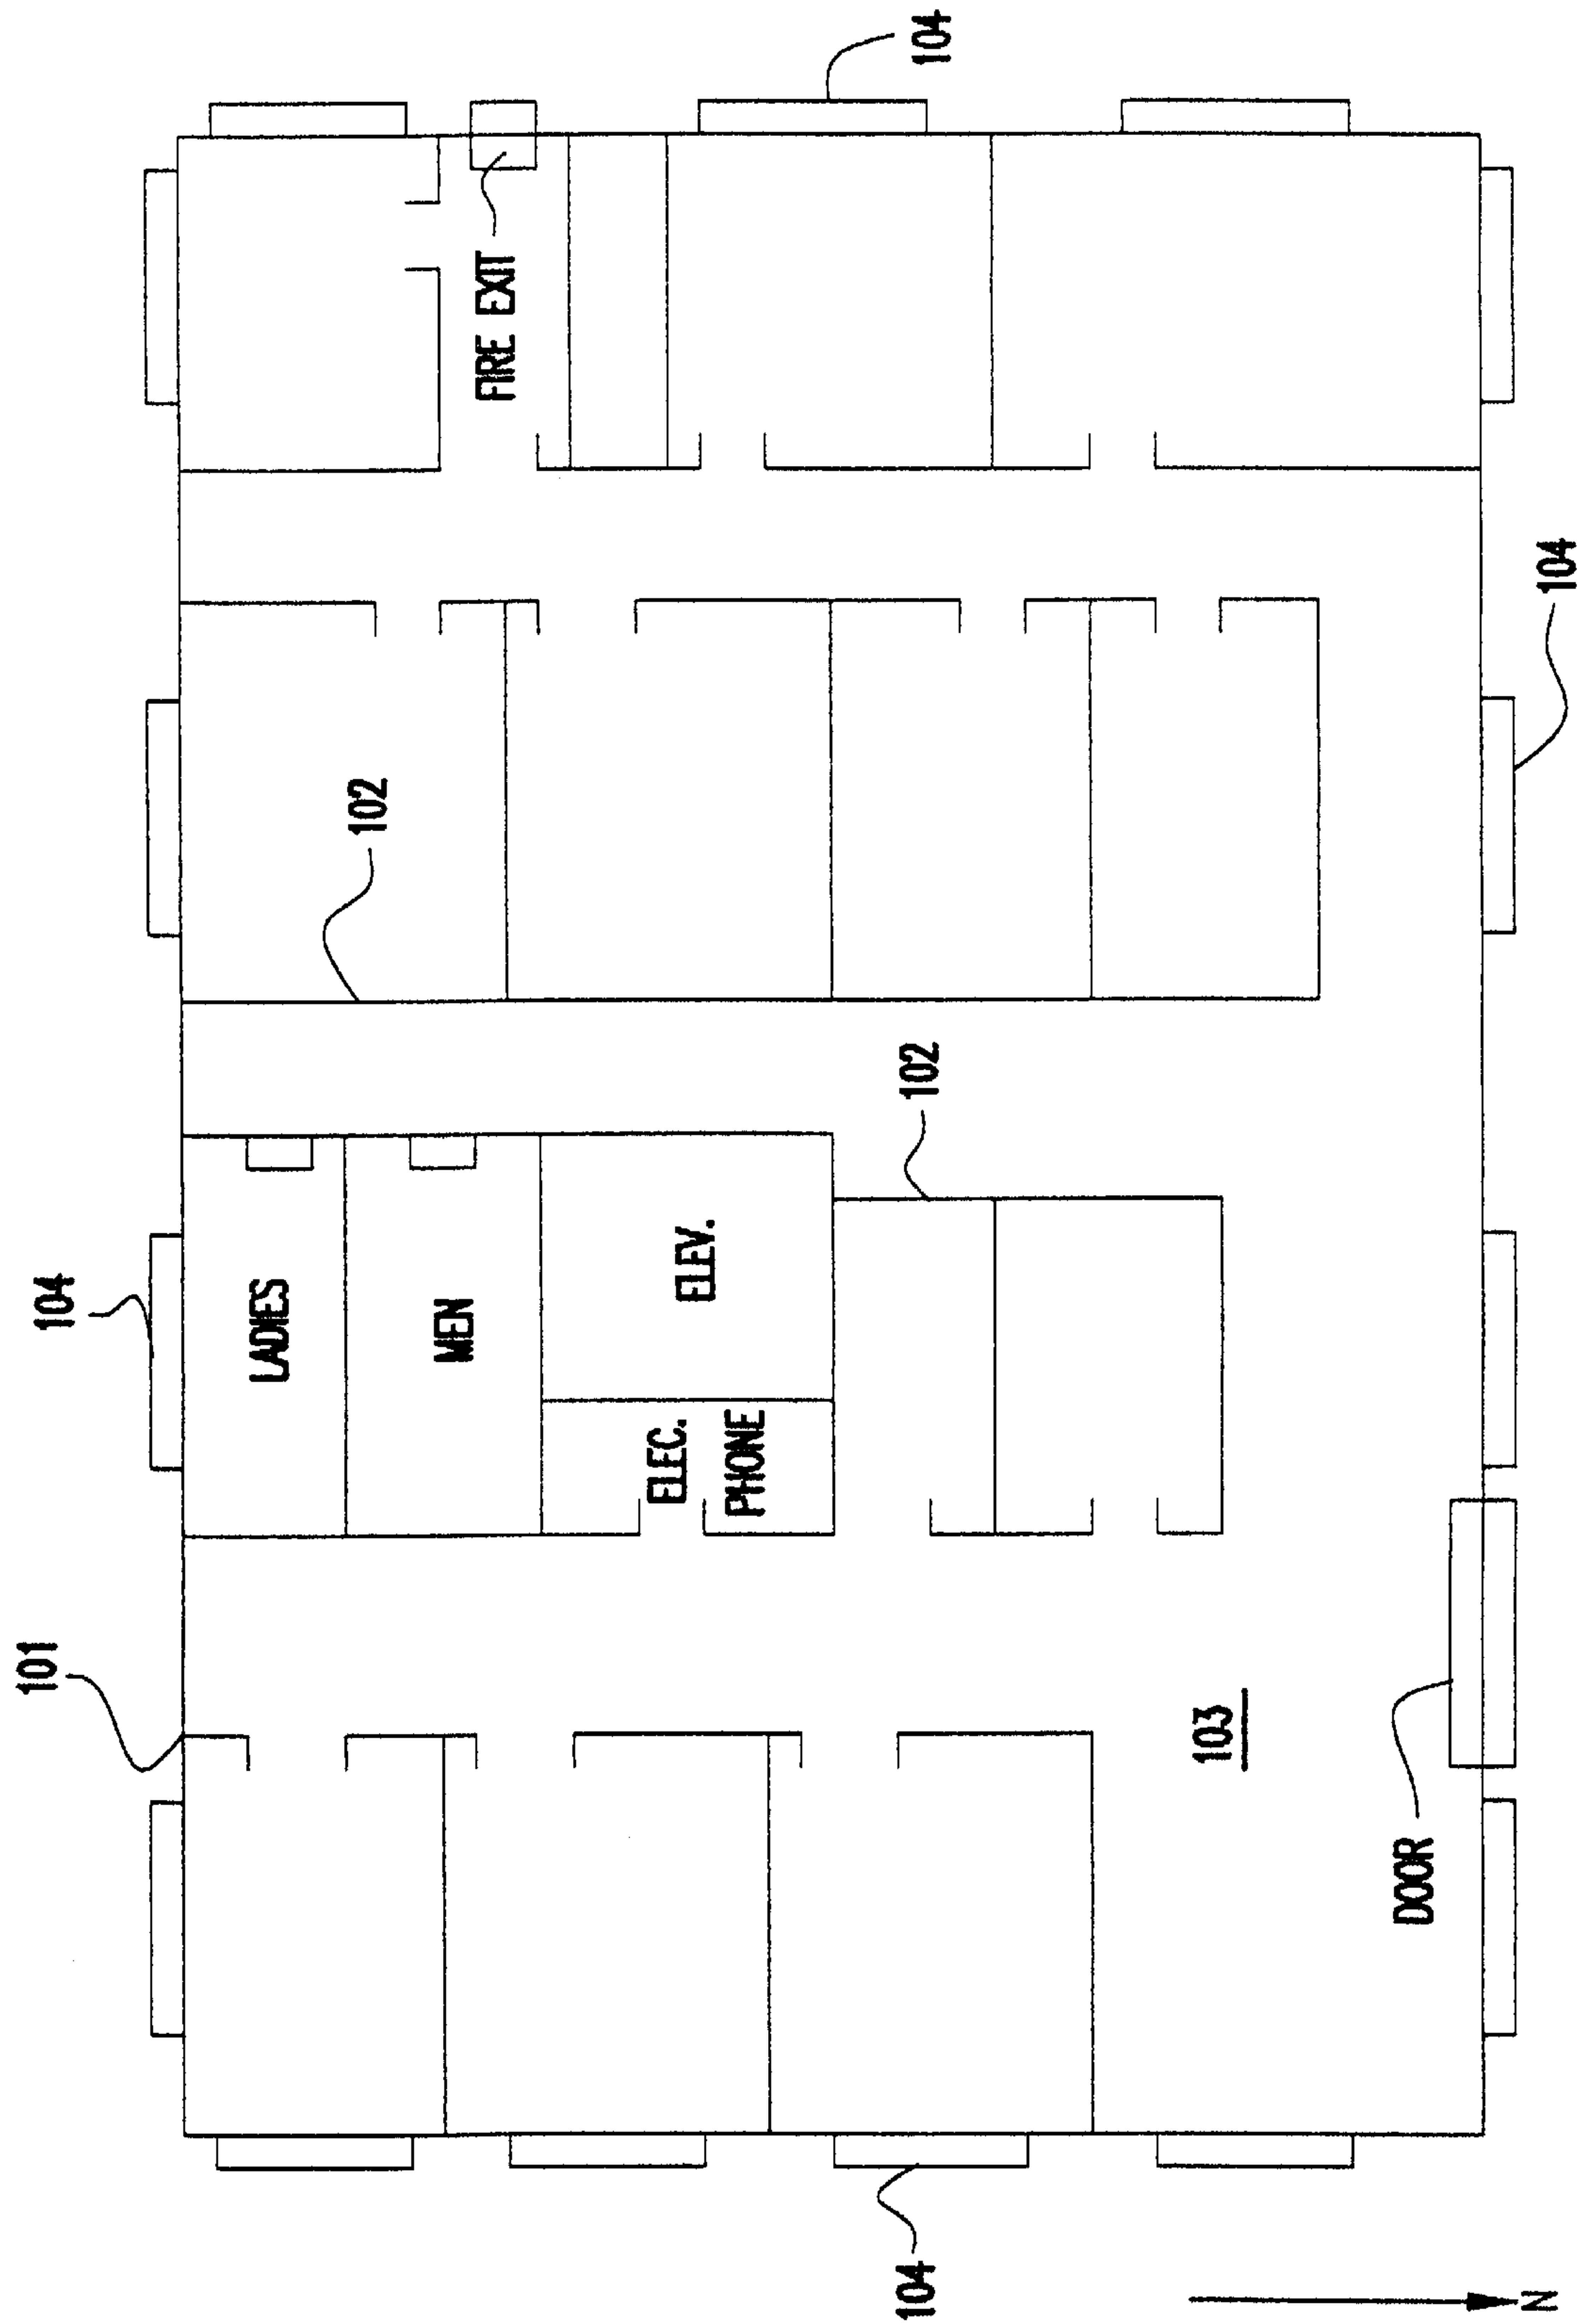 101
104
LADIES
102
MEN
FIRE EXIT
ELEC.
PHONE
ELEV.
104
102
104
103
DOOR
N
104